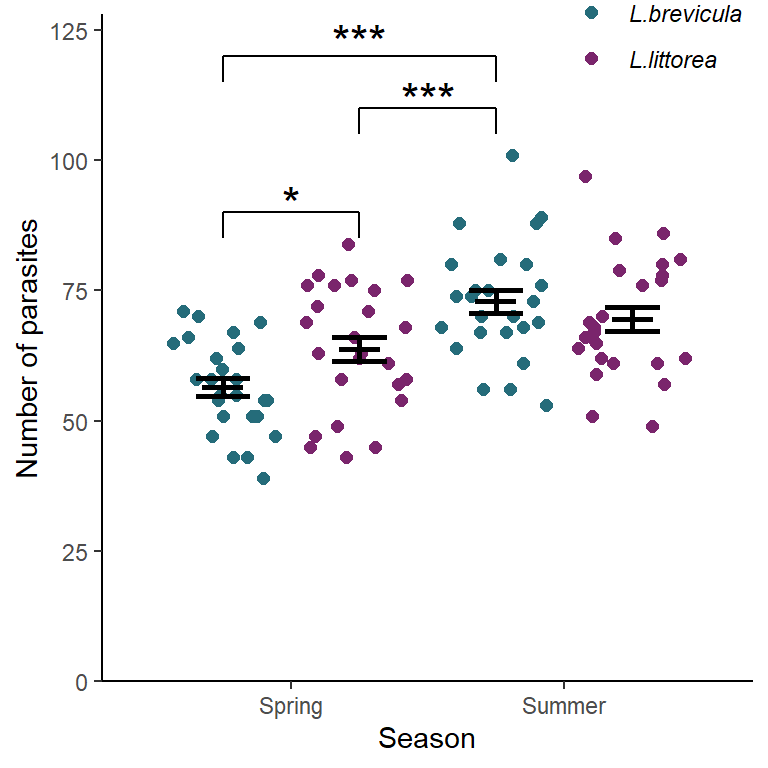 L.brevicula
L.littorea
***
***
*
125
100
75
50
25
0
Number of parasites
Spring
Summer
Season